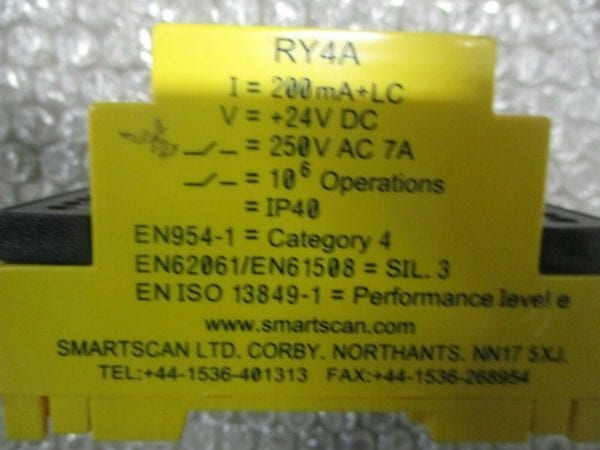 RY4A
I = 200mA+LC
V = +24V DC
= 250V AC 7A
= 10⁶ Operations
= IP40
EN954-1 = Category 4
EN62061/EN61508 = SIL. 3
EN ISO 13849-1 = Performance level e
www.smartscan.com
SMARTSCAN LTD. CORBY. NORTHANTS. NN17 5XJ.
TEL:+44-1536-401313 FAX:+44-1536-268954